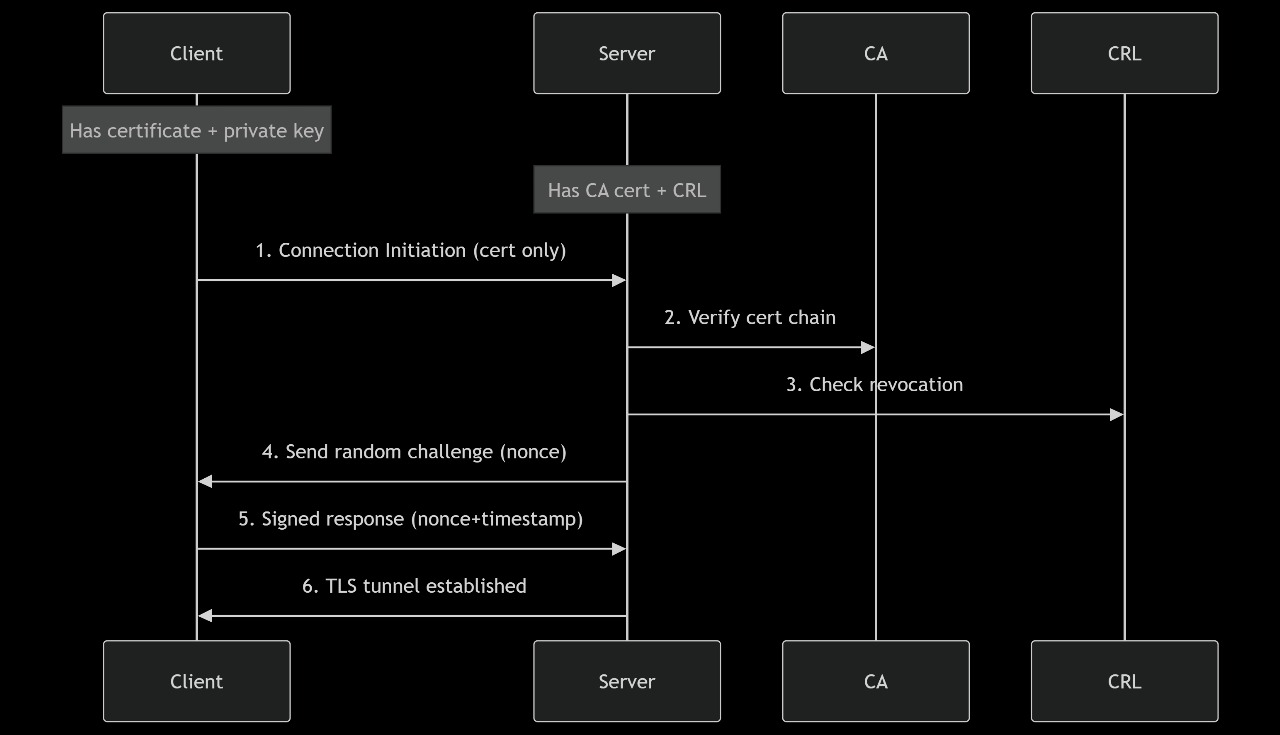 Client
Server
CA
CRL
Has certificate + private key
Has CA cert + CRL
1. Connection Initiation (cert only)
2. Verify cert chain
3. Check revocation
4. Send random challenge (nonce)
5. Signed response (nonce+timestamp)
6. TLS tunnel established
Client
Server
CA
CRL